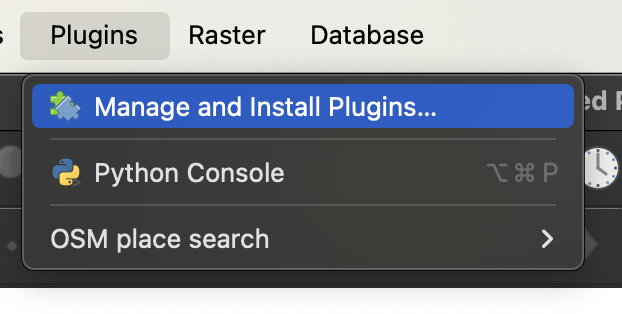 s Plugins Raster Database
Manage and Install Plugins...
ed P
Python Console ⌥⌘P
OSM place search